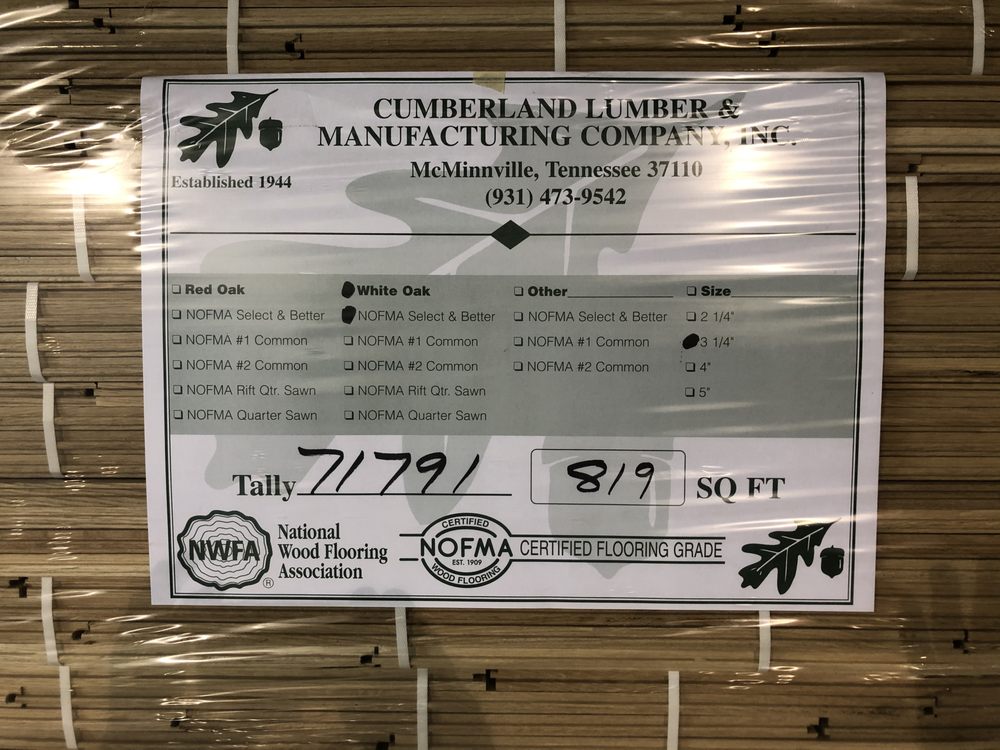 CUMBERLAND LUMBER &
MANUFACTURING COMPANY, INC.
Established 1944
McMinnville, Tennessee 37110
(931) 473-9542
Red Oak
NOFMA Select & Better
NOFMA #1 Common
NOFMA #2 Common
NOFMA Rift Qtr. Sawn
NOFMA Quarter Sawn
White Oak
NOFMA Select & Better
NOFMA #1 Common
NOFMA #2 Common
NOFMA Rift Qtr. Sawn
NOFMA Quarter Sawn
Other
NOFMA Select & Better
NOFMA #1 Common
NOFMA #2 Common
Size
2 1/4"
3 1/4"
4"
5"
Tally 71791 819 SQ FT
NWFA ®
National
Wood Flooring
Association
CERTIFIED
NOFMA
EST. 1909
WOOD FLOORING
CERTIFIED FLOORING GRADE